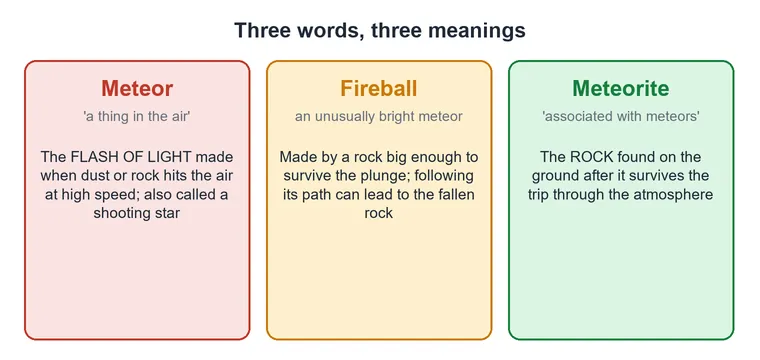 Three words, three meanings
Meteor
'a thing in the air'
The FLASH OF LIGHT made
when dust or rock hits the air
at high speed; also called a
shooting star
Fireball
an unusually bright meteor
Made by a rock big enough to
survive the plunge; following
its path can lead to the fallen
rock
Meteorite
'associated with meteors'
The ROCK found on the
ground after it survives the
trip through the atmosphere